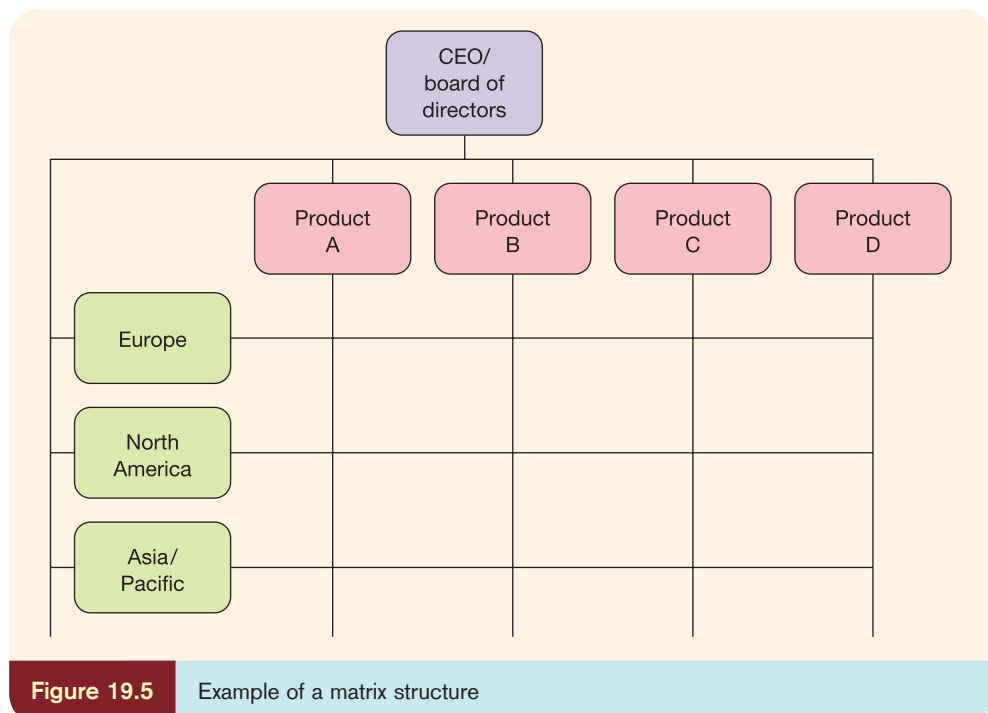 CEO/
board of
directors
Product
A
Product
B
Product
C
Product
D
Europe
North
America
Asia/
Pacific
Figure 19.5
Example of a matrix structure